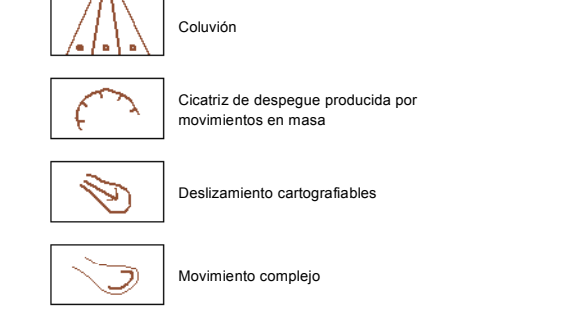 Coluvión
Cicatriz de despegue producida por
movimientos en masa
Deslizamiento cartografiables
Movimiento complejo